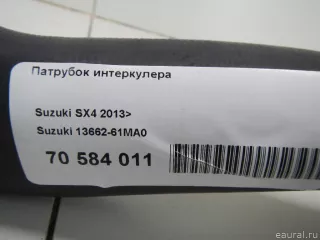 Патрубок интеркулера
Suzuki SX4 2013>
Suzuki 13662-61MA0
70 584 011
eaural.ru